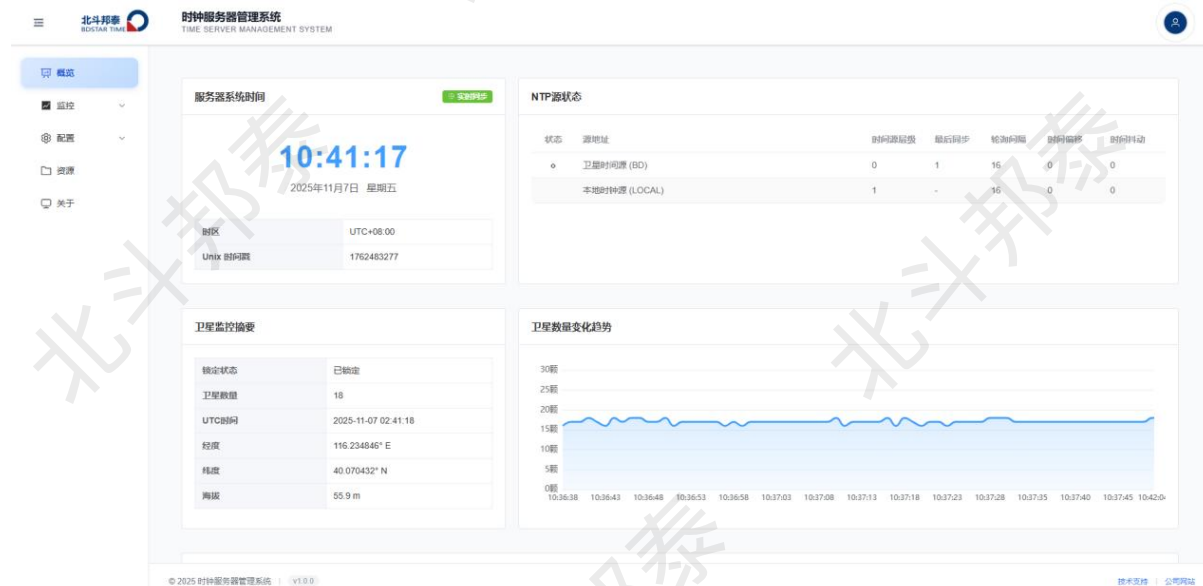 北斗邦泰
BDSTAR TIME
时钟服务器管理系统
TIME SERVER MANAGEMENT SYSTEM
概览
监控
配置
资源
关于
服务器系统时间
实时同步
10:41:17
2025年11月7日 星期五
时区 UTC+08:00
Unix 时间戳 1762483277
NTP源状态
状态 源地址 时间源层级 最后同步 轮询间隔 时间偏移 时间抖动
卫星时间源 (BD) 0 1 16 0 0
本地时钟源 (LOCAL) 1 - 16 0 0
卫星监控摘要
锁定状态 已锁定
卫星数量 18
UTC时间 2025-11-07 02:41:18
经度 116.234846° E
纬度 40.070432° N
海拔 55.9 m
卫星数量变化趋势
30颗
25颗
20颗
15颗
10颗
5颗
0颗
10:36:38 10:36:43 10:36:48 10:36:53 10:36:58 10:37:03 10:37:08 10:37:13 10:37:18 10:37:23 10:37:28 10:37:35 10:37:40 10:37:45 10:42:0
© 2025 时钟服务器管理系统 | v1.0.0
技术支持 | 公司网站
北斗邦泰
北斗邦泰
邦泰